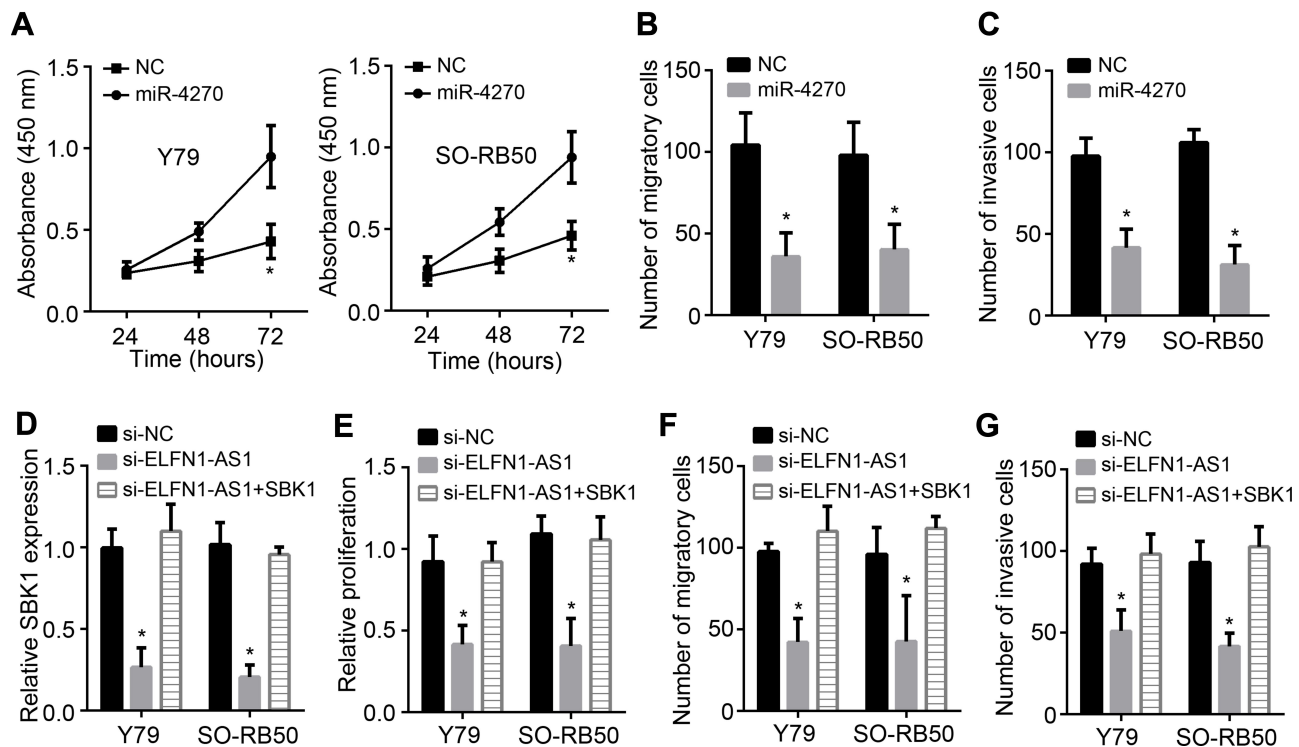 A
Absorbance (450 nm)
1.5
1.0
0.5
0.0
NC
miR-4270
Y79
*
24 48 72
Time (hours)
Absorbance (450 nm)
1.5
1.0
0.5
0.0
NC
miR-4270
SO-RB50
*
24 48 72
Time (hours)
B
Number of migratory cells
150
100
50
0
NC
miR-4270
* *
Y79 SO-RB50
C
Number of invasive cells
150
100
50
0
NC
miR-4270
* *
Y79 SO-RB50
D
Relative SBK1 expression
1.5
1.0
0.5
0.0
si-NC
si-ELFN1-AS1
si-ELFN1-AS1+SBK1
* *
Y79 SO-RB50
E
Relative proliferation
1.5
1.0
0.5
0.0
si-NC
si-ELFN1-AS1
si-ELFN1-AS1+SBK1
* *
Y79 SO-RB50
F
Number of migratory cells
150
100
50
0
si-NC
si-ELFN1-AS1
si-ELFN1-AS1+SBK1
* *
Y79 SO-RB50
G
Number of invasive cells
150
100
50
0
si-NC
si-ELFN1-AS1
si-ELFN1-AS1+SBK1
* *
Y79 SO-RB50